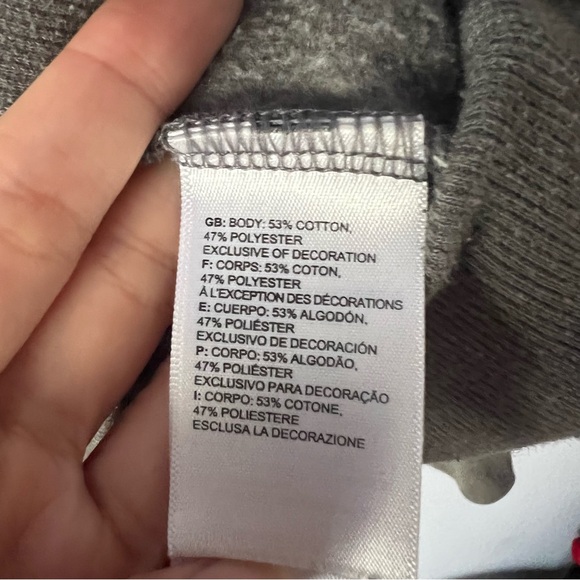 GB: BODY: 53% COTTON,
47% POLYESTER
EXCLUSIVE OF DECORATION
F: CORPS: 53% COTON,
47% POLYESTER
À L'EXCEPTION DES DÉCORATIONS
E: CUERPO: 53% ALGODÓN,
47% POLIÉSTER
EXCLUSIVO DE DECORACIÓN
P: CORPO: 53% ALGODÃO,
47% POLIÉSTER
EXCLUSIVO PARA DECORAÇÃO
I: CORPO: 53% COTONE,
47% POLIESTERE
ESCLUSA LA DECORAZIONE